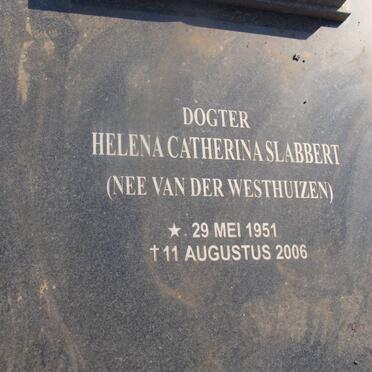 DOGTER
HELENA CATHERINA SLABBERT
(NEE VAN DER WESTHUIZEN)
★ 29 MEI 1951
✝ 11 AUGUSTUS 2006